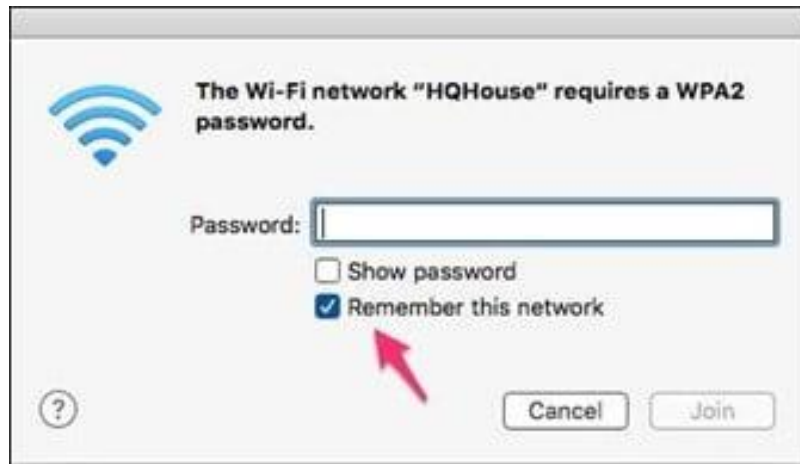 The Wi-Fi network “HQHouse” requires a WPA2
password.
Password:
Show password
Remember this network
?
Cancel
Join